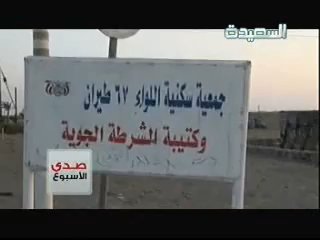 السعيدة
جمعية سكنية اللواء ٦٧ طيران
وكتيبة الشرطة الجوية
صدى
الأسبوع